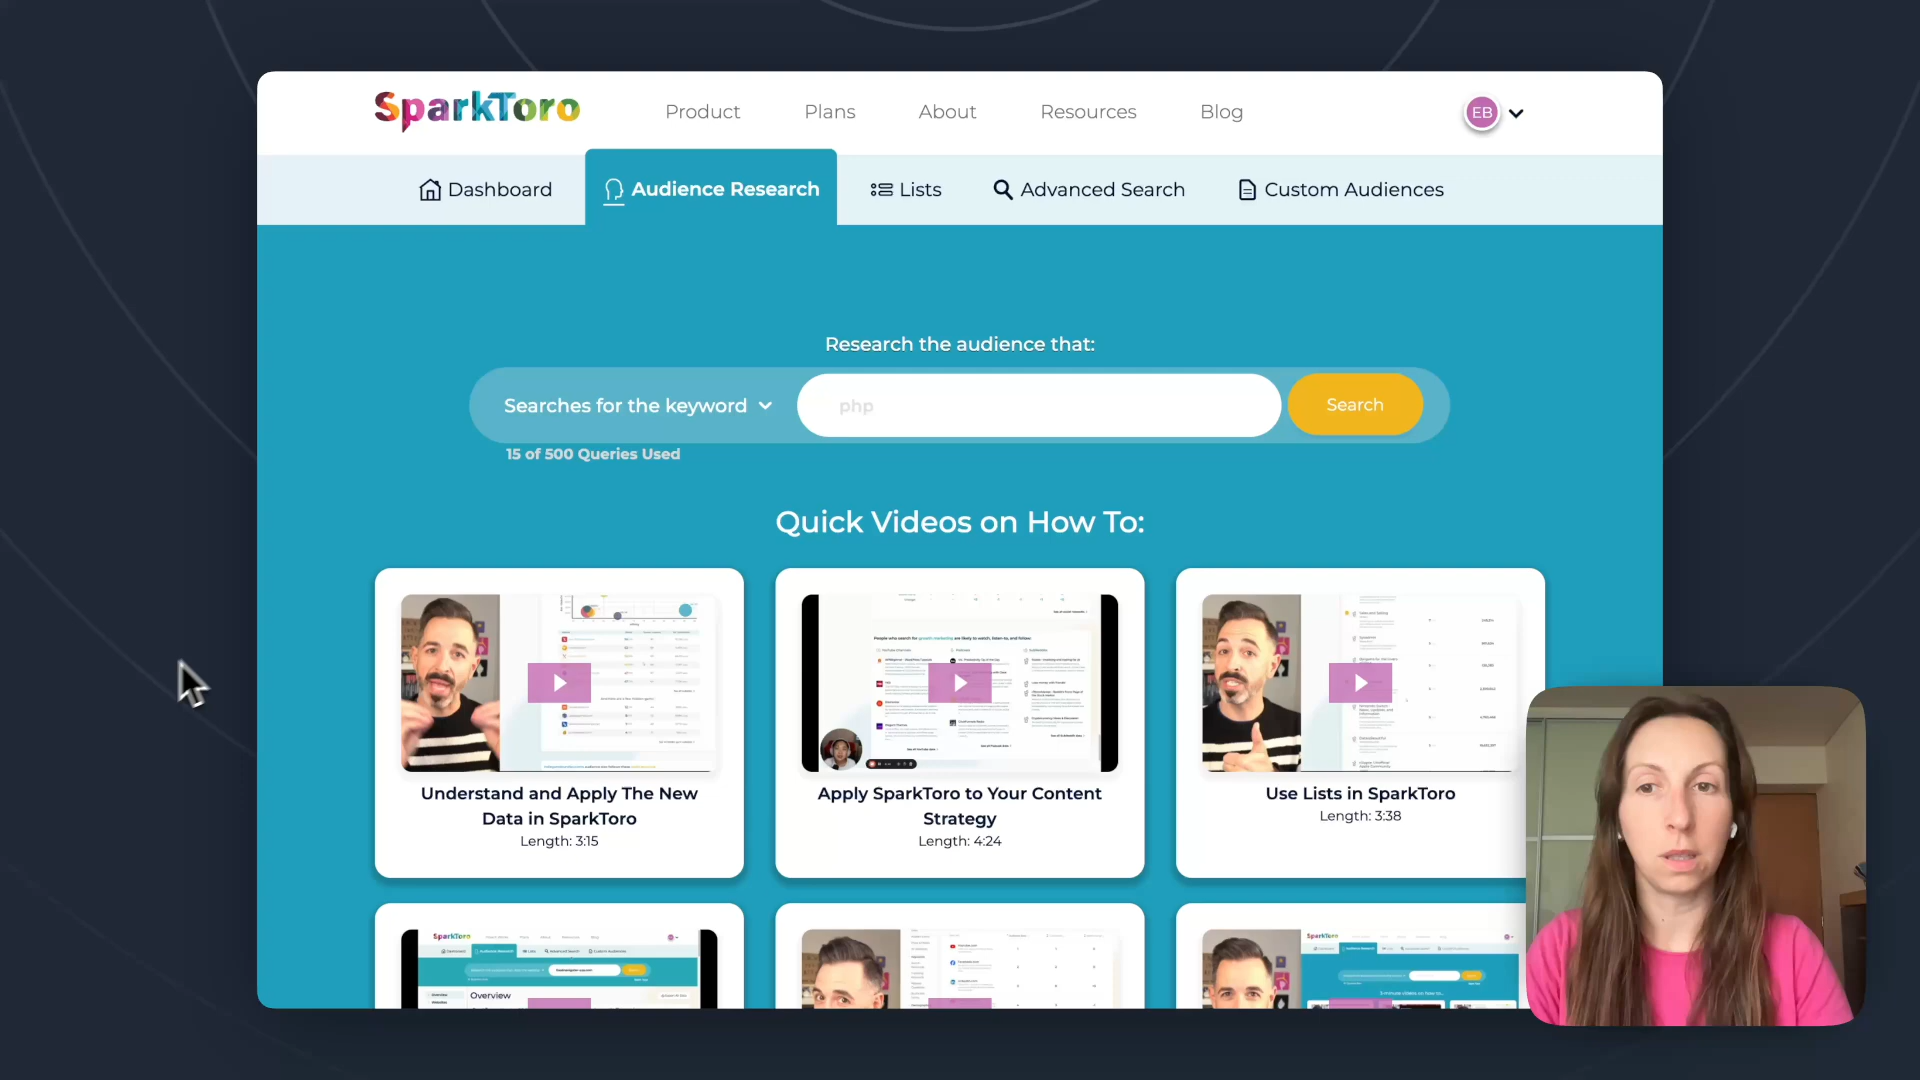 SparkToro
Product
Plans
About
Resources
Blog
EB
Dashboard
Audience Research
Lists
Advanced Search
Custom Audiences
Research the audience that:
Searches for the keyword
php
Search
15 of 500 Queries Used
Quick Videos on How To:
Understand and Apply The New
Data in SparkToro
Length: 3:15
Apply SparkToro to Your Content
Strategy
Length: 4:24
Use Lists in SparkToro
Length: 3:38
SparkToro
Overview
SparkToro